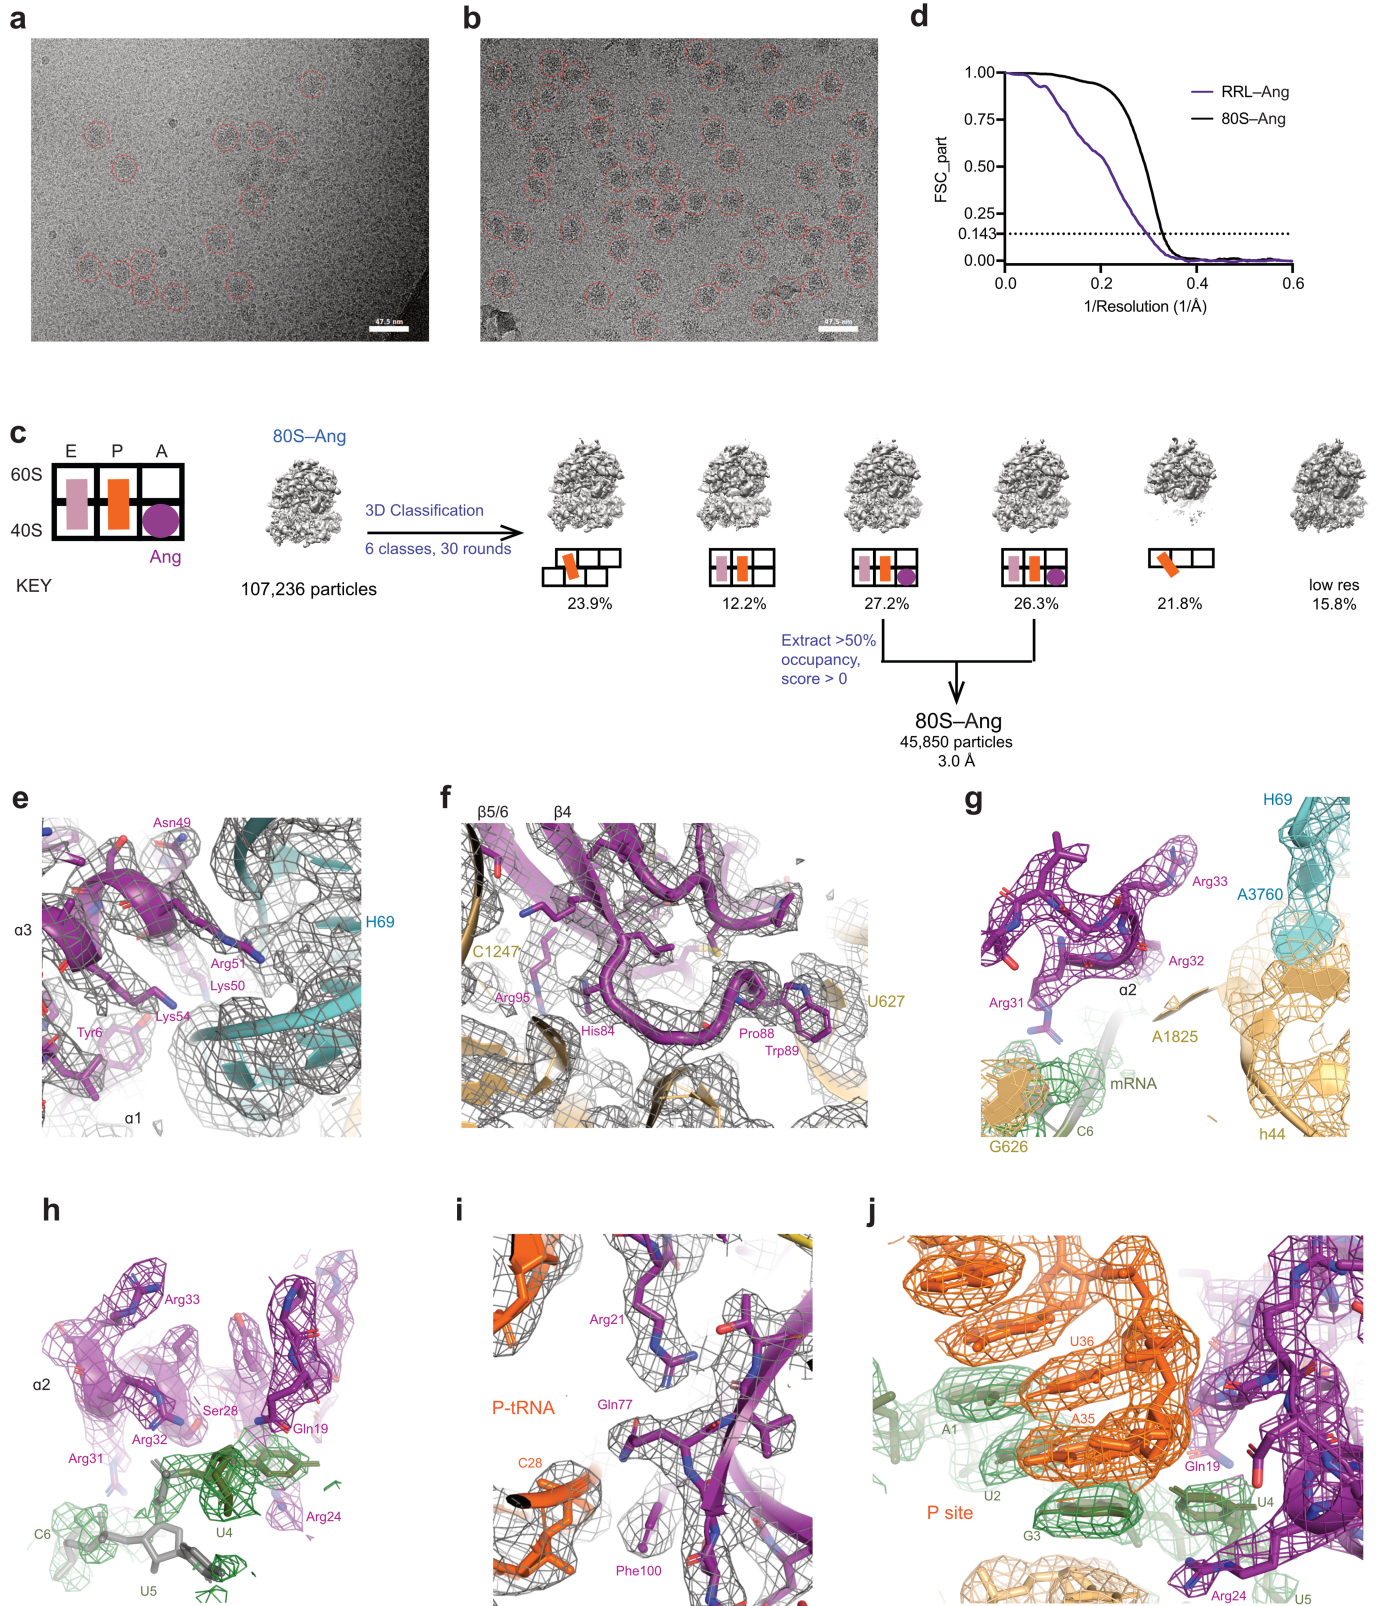 a
b
d
47.5 nm
47.5 nm
1.00
0.75
0.50
0.25
0.143
0.00
FSC_part
0.0
0.2
0.4
0.6
1/Resolution (1/Å)
RRL–Ang
80S–Ang
c
E P A
60S
40S
Ang
KEY
80S–Ang
107,236 particles
3D Classification
6 classes, 30 rounds
23.9%
12.2%
27.2%
26.3%
21.8%
low res
15.8%
Extract >50%
occupancy,
score > 0
80S–Ang
45,850 particles
3.0 Å
e
Asn49
α3
H69
Arg51
Lys50
Lys54
Tyr6
α1
f
β5/6
β4
C1247
Arg95
His84
Pro88
Trp89
U627
g
H69
A3760
Arg33
Arg32
α2
Arg31
A1825
mRNA
C6
G626
h44
h
Arg33
α2
Ser28
Gln19
Arg32
Arg31
Arg24
C6
U4
U5
i
Arg21
P-tRNA
Gln77
C28
Phe100
j
U36
A35
A1
Gln19
U2
U4
P site
G3
Arg24
U5